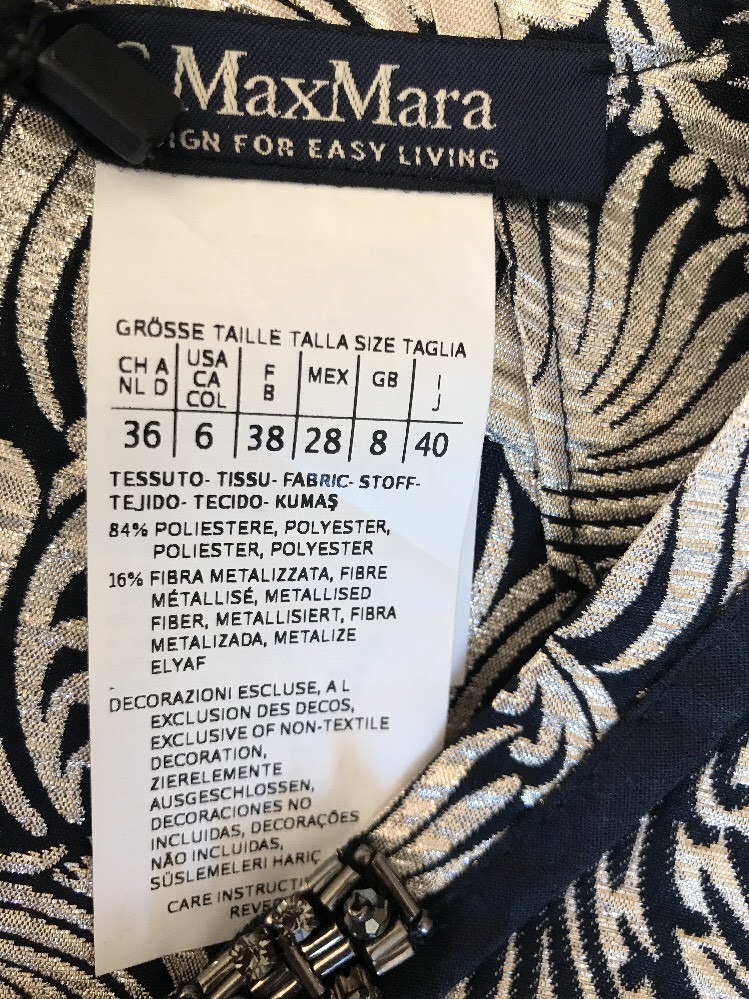 S MaxMara
IGN FOR EASY LIVING
GRÖSSE TAILLE TALLA SIZE TAGLIA
CH A NL D USA CA COL F B MEX GB I J
36 6 38 28 8 40
TESSUTO- TISSU- FABRIC- STOFF-
TEJIDO- TECIDO- KUMAŞ
84% POLIESTERE, POLYESTER,
POLIESTER, POLYESTER
16% FIBRA METALIZZATA, FIBRE
MÉTALLISÉ, METALLISED
FIBER, METALLISIERT, FIBRA
METALIZADA, METALIZE
ELYAF
DECORAZIONI ESCLUSE, A L
EXCLUSION DES DECOS,
EXCLUSIVE OF NON-TEXTILE
DECORATION,
ZIERELEMENTE
AUSGESCHLOSSEN,
DECORACIONES NO
INCLUIDAS, DECORAÇÕES
NÃO INCLUIDAS,
SÜSLEMELERI HARIÇ
CARE INSTRUCTI
REVE